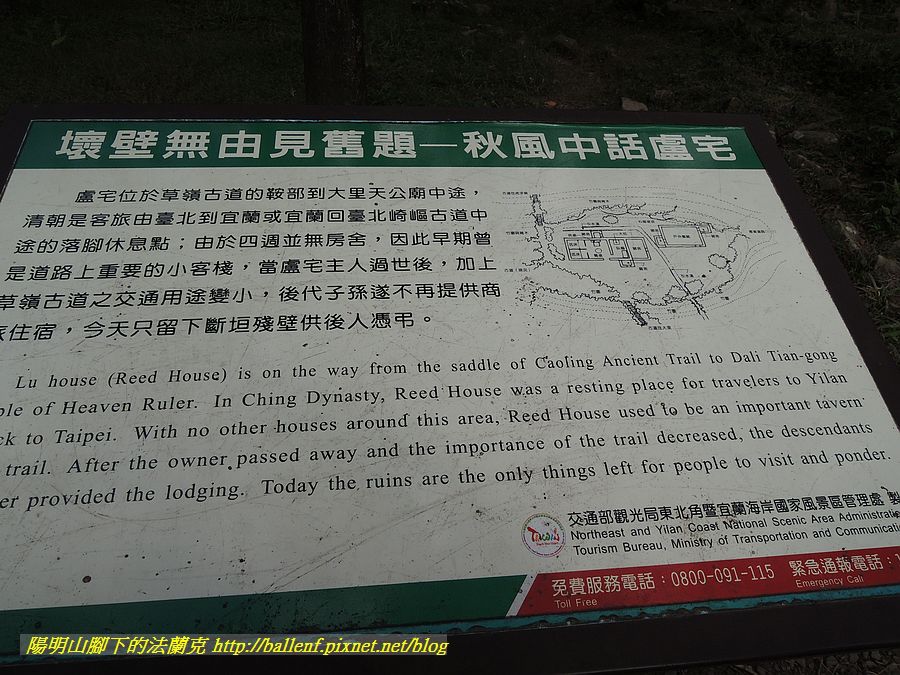 壞壁無由見舊題—秋風中話盧宅
盧宅位於草嶺古道的鞍部到大里天公廟中途，
清朝是客旅由臺北到宜蘭或宜蘭回臺北崎嶇古道中
途的落腳休息點；由於四週並無房舍，因此早期曾
是道路上重要的小客棧，當盧宅主人過世後，加上
草嶺古道之交通用途變小，後代子孫遂不再提供商
旅住宿，今天只留下斷垣殘壁供後人憑弔。
Lu house (Reed House) is on the way from the saddle of Caoling Ancient Trail to Dali Tian-gong
ple of Heaven Ruler. In Ching Dynasty, Reed House was a resting place for travelers to Yilan
ck to Taipei. With no other houses around this area, Reed House used to be an important tavern
trail. After the owner passed away and the importance of the trail decreased, the descendants
er provided the lodging. Today the ruins are the only things left for people to visit and ponder.
交通部觀光局東北角暨宜蘭海岸國家風景區管理處 製
Northeast and Yilan Coast National Scenic Area Administratio
Tourism Bureau, Ministry of Transportation and Communicatio
免費服務電話：0800-091-115 緊急通報電話：1
Toll Free Emergency Call
陽明山腳下的法蘭克 http://ballenf.pixnet.net/blog